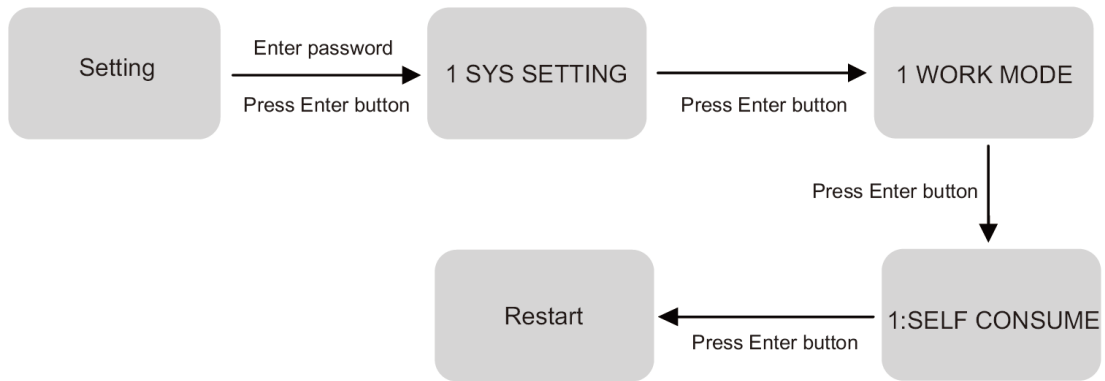 Setting
Enter password
Press Enter button
1 SYS SETTING
Press Enter button
1 WORK MODE
Press Enter button
1:SELF CONSUME
Press Enter button
Restart